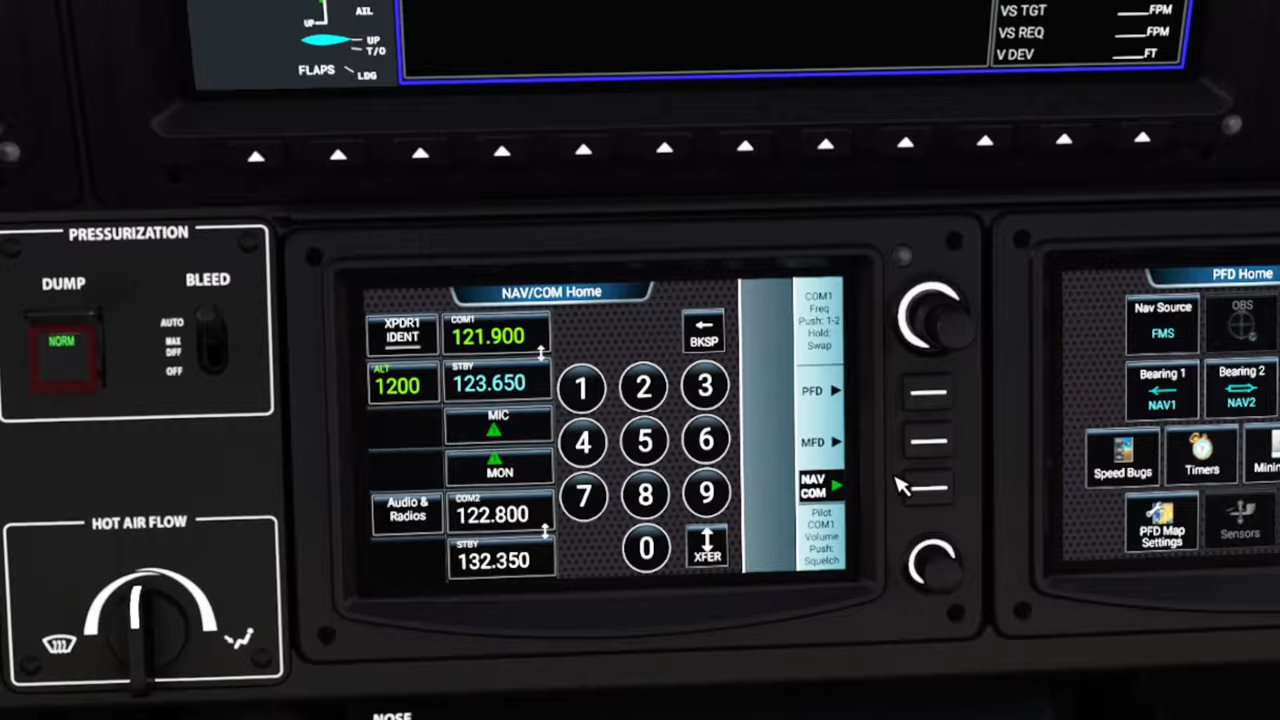 UP
AIL
UP
T/O
FLAPS
LDG
VS TGT ____FPM
VS REQ ____FPM
V DEV ____FT
PRESSURIZATION
DUMP
BLEED
NORM
AUTO
MAX
DIFF
OFF
HOT AIR FLOW
NAV/COM Home
XPDR1
IDENT
COM1
121.900
ALT
1200
STBY
123.650
MIC
MON
Audio &
Radios
COM2
122.800
STBY
132.350
BKSP
1 2 3
4 5 6
7 8 9
0
XFER
COM1
Freq
Push: 1-2
Hold:
Swap
PFD
MFD
NAV
COM
Pilot
COM1
Volume
Push:
Squelch
PFD Home
Nav Source
FMS
OBS
Bearing 1
NAV1
Bearing 2
NAV2
Speed Bugs
Timers
PFD Map
Settings
Sensors
NOSE